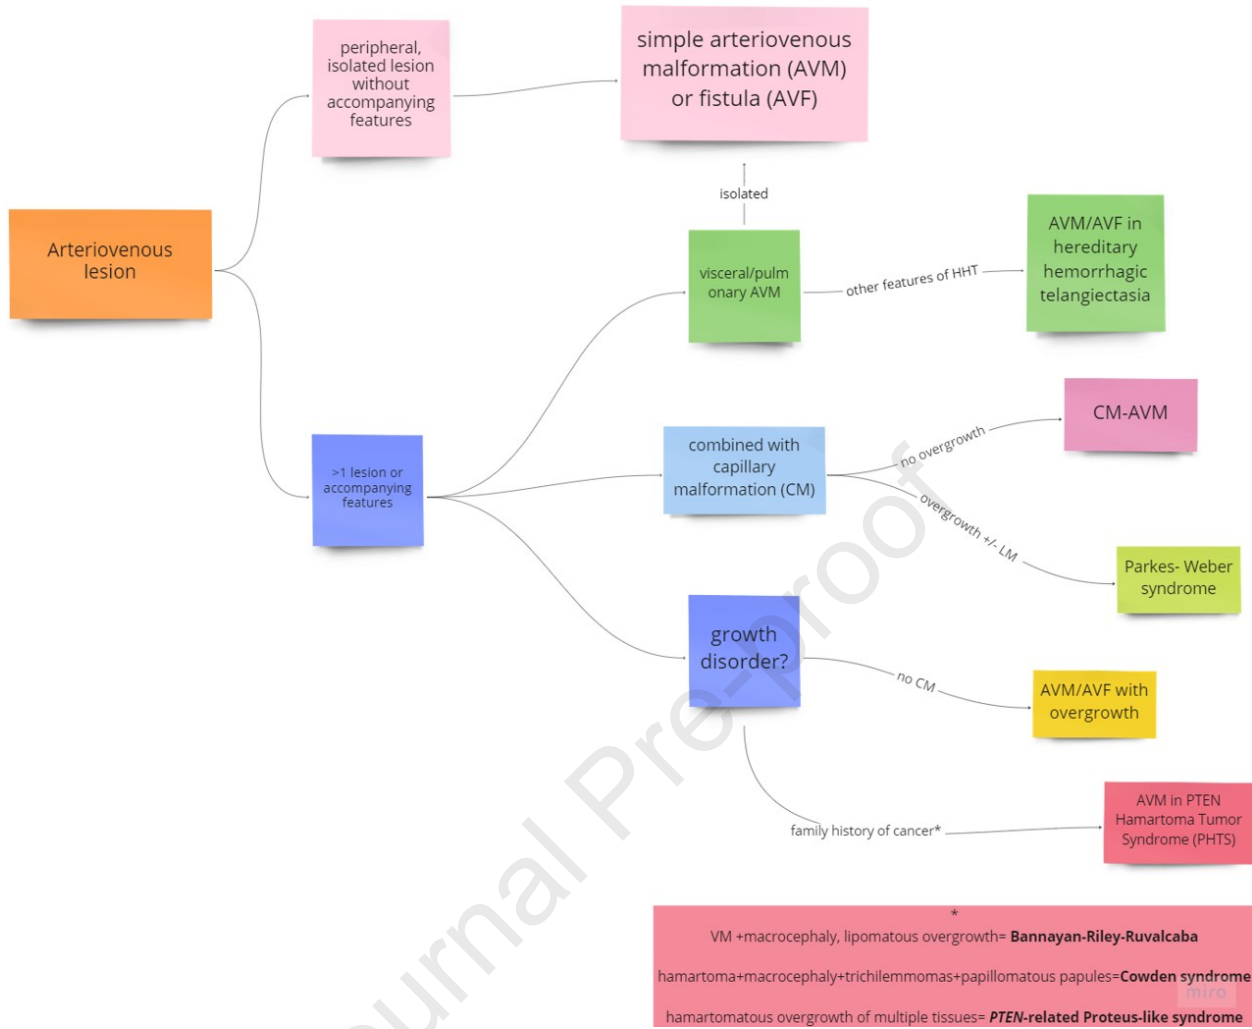 peripheral,
isolated lesion
without
accompanying
features
simple arteriovenous
malformation (AVM)
or fistula (AVF)
isolated
Arteriovenous
lesion
visceral/pulm
onary AVM
other features of HHT
AVM/AVF in
hereditary
hemorrhagic
telangiectasia
>1 lesion or
accompanying
features
combined with
capillary
malformation (CM)
no overgrowth
CM-AVM
overgrowth +/- LM
Parkes- Weber
syndrome
growth
disorder?
no CM
AVM/AVF with
overgrowth
family history of cancer*
AVM in PTEN
Hamartoma Tumor
Syndrome (PHTS)
*
VM +macrocephaly, lipomatous overgrowth= Bannayan-Riley-Ruvalcaba
hamartoma+macrocephaly+trichilemmomas+papillomatous papules=Cowden syndrome
hamartomatous overgrowth of multiple tissues= PTEN-related Proteus-like syndrome
miro
ournal Pre-proof